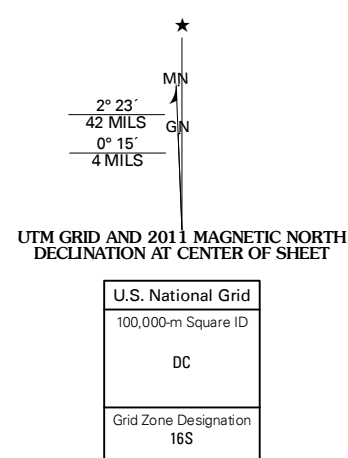 ★
MN
2° 23´
42 MILS
GN
0° 15´
4 MILS
UTM GRID AND 2011 MAGNETIC NORTH
DECLINATION AT CENTER OF SHEET
U.S. National Grid
100,000-m Square ID
DC
Grid Zone Designation
16S